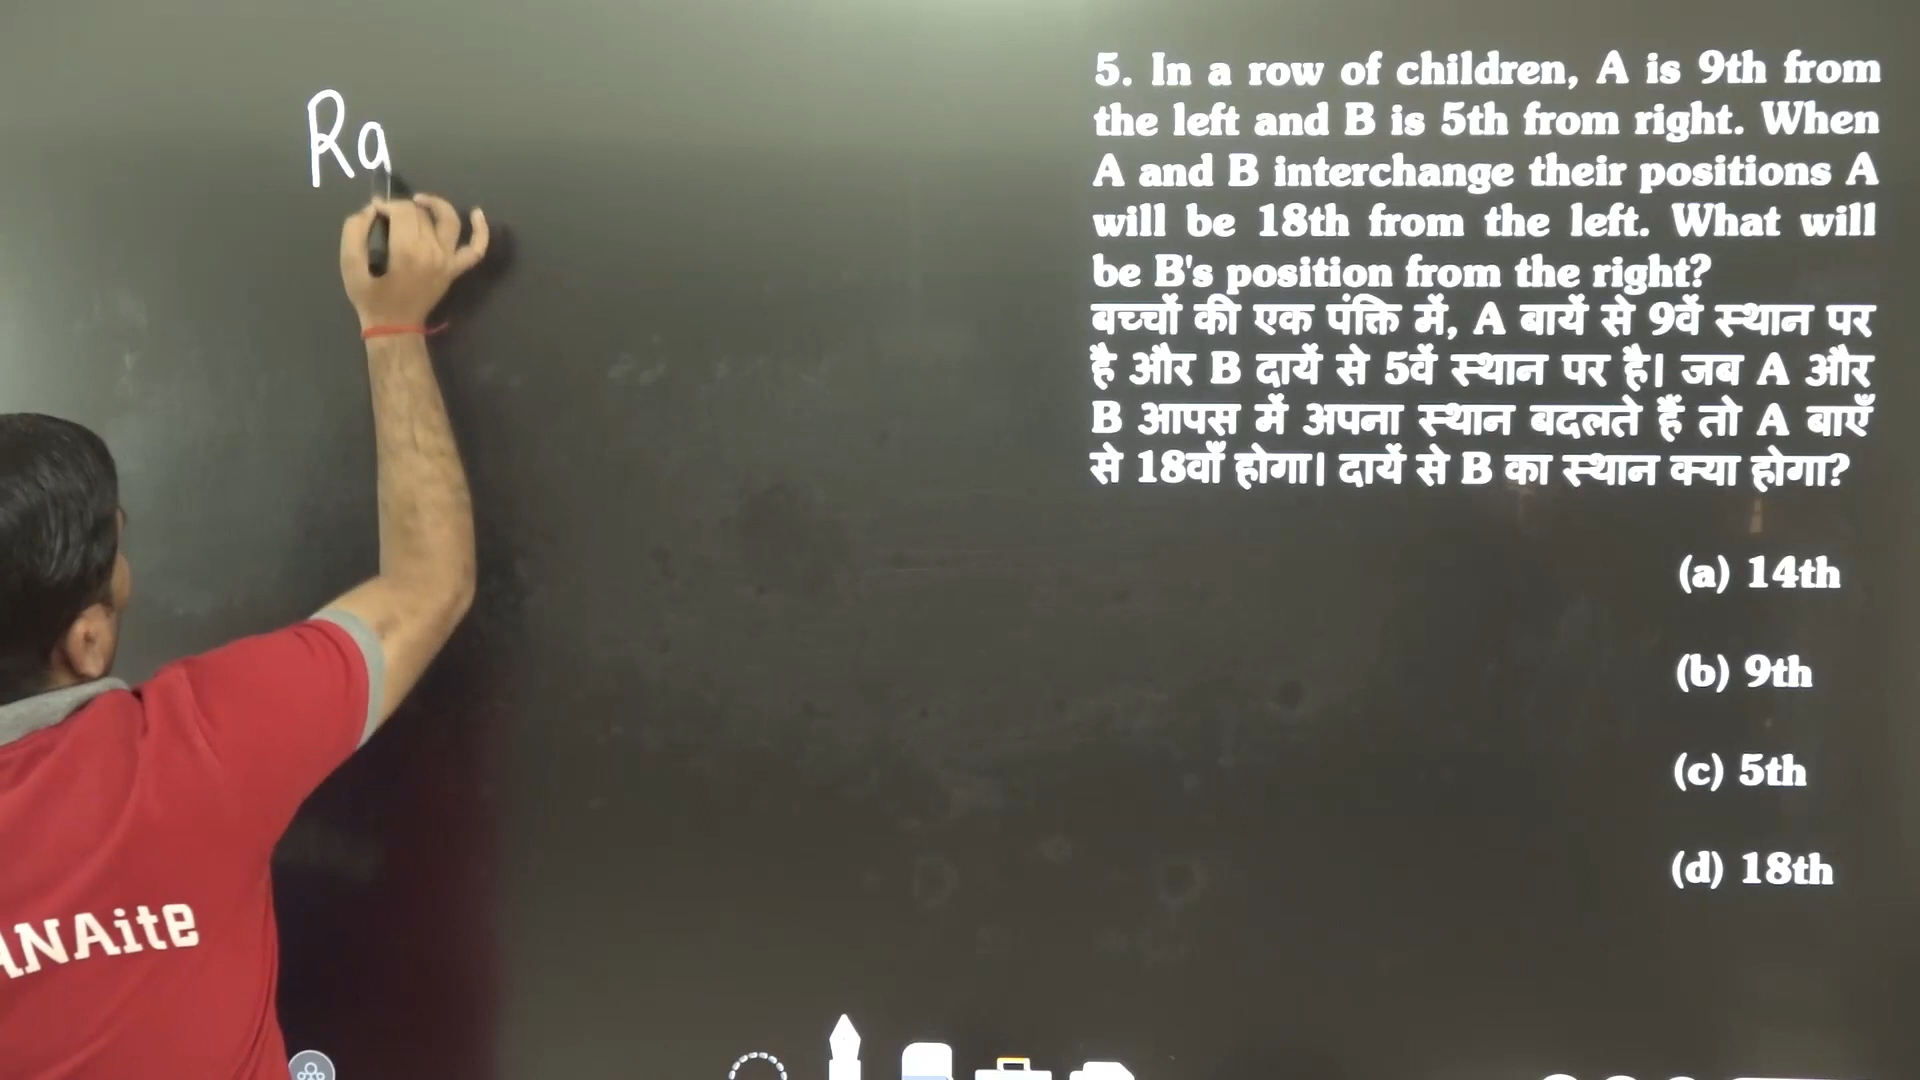 Ra
5. In a row of children, A is 9th from
the left and B is 5th from right. When
A and B interchange their positions A
will be 18th from the left. What will
be B's position from the right?
बच्चों की एक पंक्ति में, A बायें से 9वें स्थान पर
है और B दायें से 5वें स्थान पर है। जब A और
B आपस में अपना स्थान बदलते हैं तो A बाएँ
से 18वाँ होगा। दायें से B का स्थान क्या होगा?
(a) 14th
(b) 9th
(c) 5th
(d) 18th